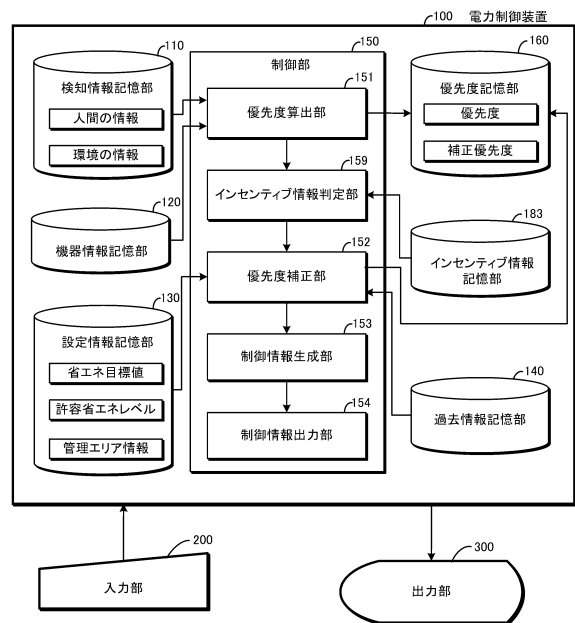 100 電力制御装置
110
検知情報記憶部
人間の情報
環境の情報
120
機器情報記憶部
130
設定情報記憶部
省エネ目標値
許容省エネレベル
管理エリア情報
150
制御部
151
優先度算出部
159
インセンティブ情報判定部
152
優先度補正部
153
制御情報生成部
154
制御情報出力部
160
優先度記憶部
優先度
補正優先度
183
インセンティブ情報
記憶部
140
過去情報記憶部
200
入力部
300
出力部